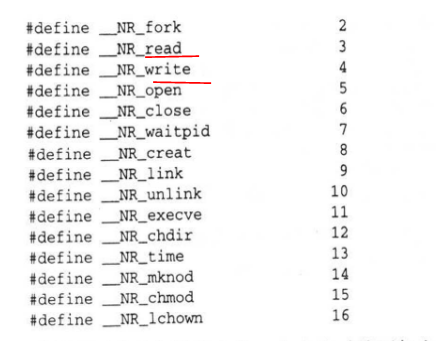 #define __NR_fork 2
#define __NR_read 3
#define __NR_write 4
#define __NR_open 5
#define __NR_close 6
#define __NR_waitpid 7
#define __NR_creat 8
#define __NR_link 9
#define __NR_unlink 10
#define __NR_execve 11
#define __NR_chdir 12
#define __NR_time 13
#define __NR_mknod 14
#define __NR_chmod 15
#define __NR_lchown 16